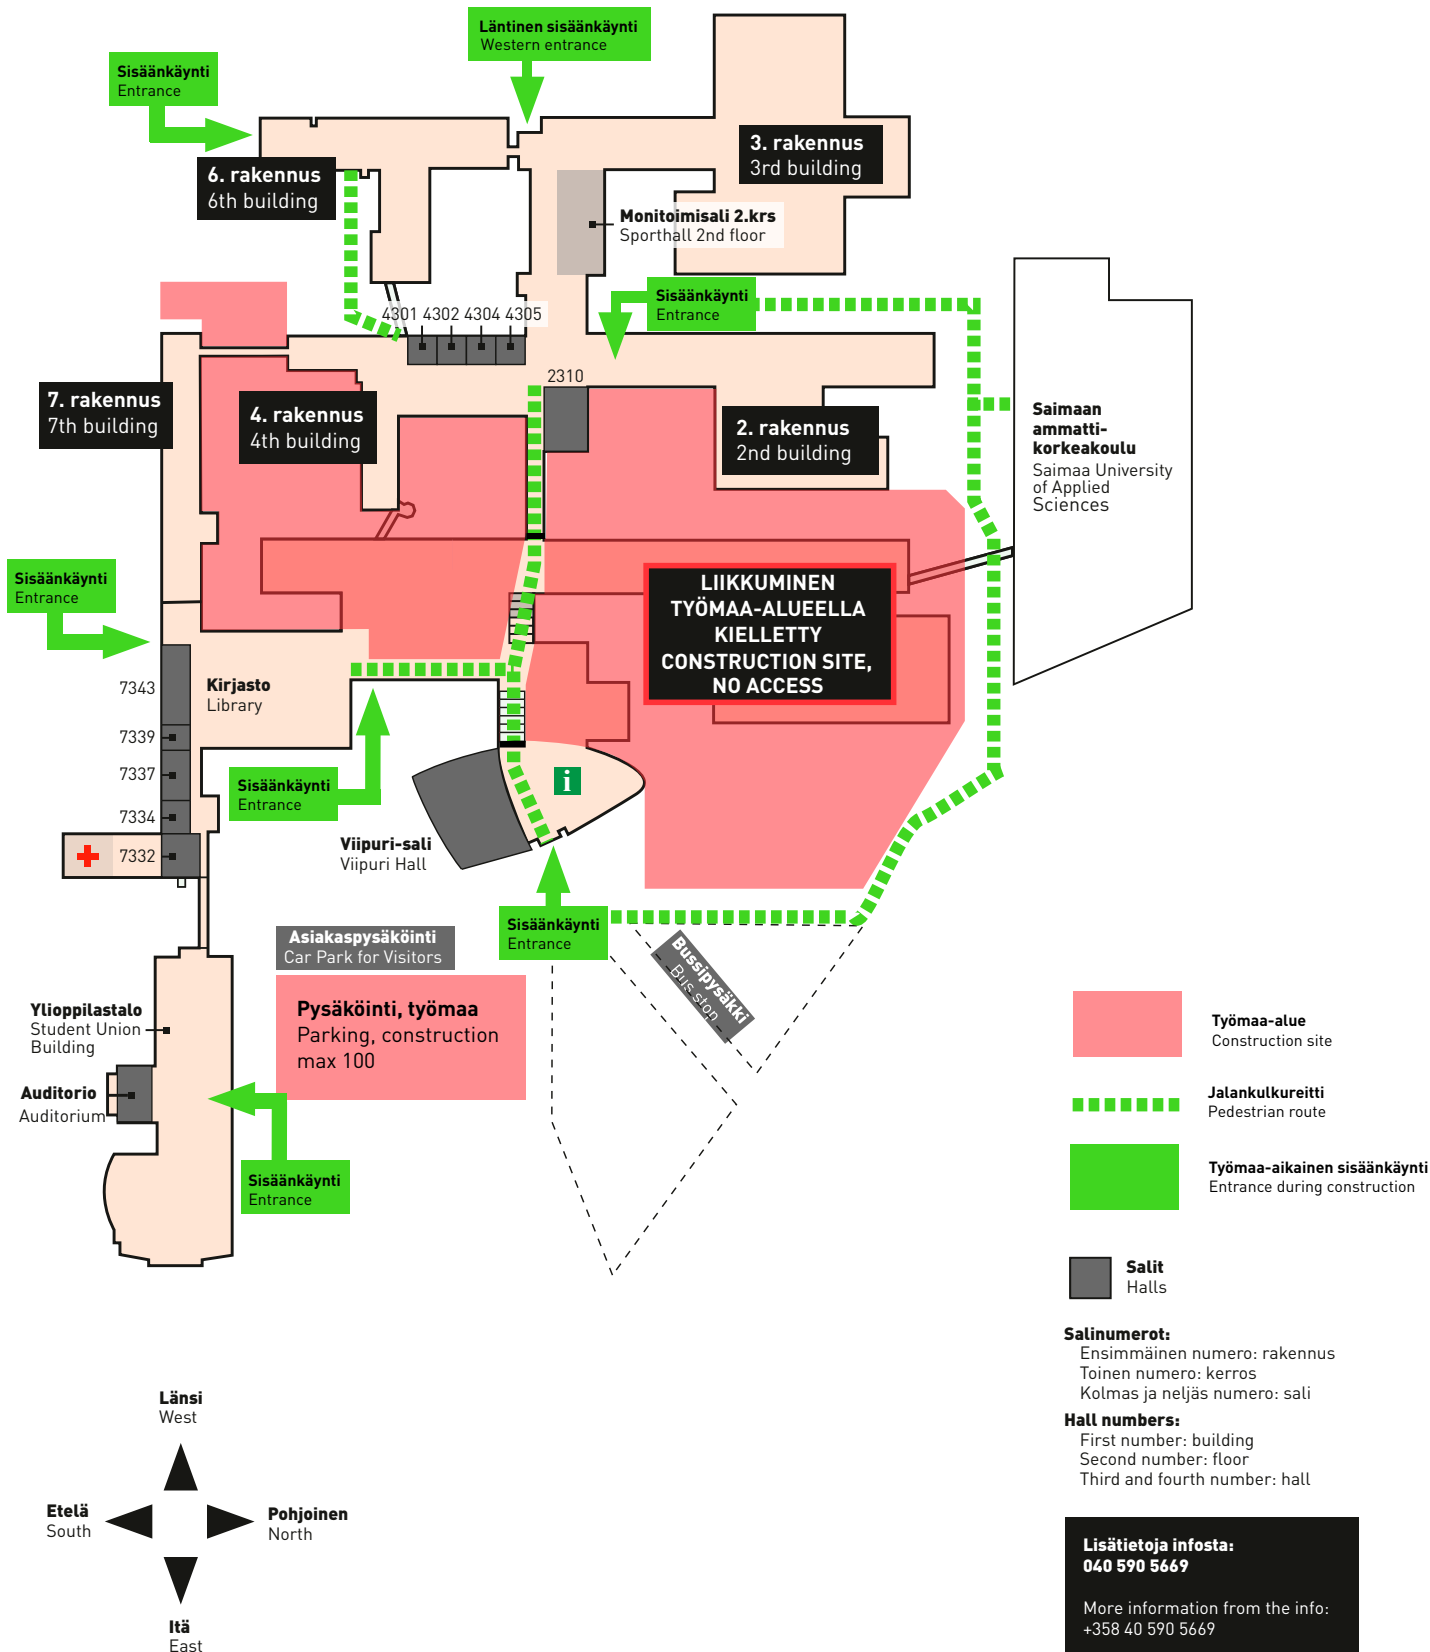 Läntinen sisäänkäynti
Western entrance
Sisäänkäynti
Entrance
3. rakennus
3rd building
6. rakennus
6th building
Monitoimisali 2.krs
Sporthall 2nd floor
Sisäänkäynti
Entrance
4301 4302 4304 4305
2310
7. rakennus
7th building
4. rakennus
4th building
2. rakennus
2nd building
Saimaan
ammatti-
korkeakoulu
Saimaa University
of Applied
Sciences
Sisäänkäynti
Entrance
LIIKKUMINEN
TYÖMAA-ALUEELLA
KIELLETTY
CONSTRUCTION SITE,
NO ACCESS
7343
Kirjasto
Library
7339
7337
7334
7332
Sisäänkäynti
Entrance
i
Viipuri-sali
Viipuri Hall
Sisäänkäynti
Entrance
Asiakaspysäköinti
Car Park for Visitors
Bussipysäkki
Bus stop
Pysäköinti, työmaa
Parking, construction
max 100
Ylioppilastalo
Student Union
Building
Auditorio
Auditorium
Sisäänkäynti
Entrance
Työmaa-alue
Construction site
Jalankulkureitti
Pedestrian route
Työmaa-aikainen sisäänkäynti
Entrance during construction
Salit
Halls
Salinumerot:
Ensimmäinen numero: rakennus
Toinen numero: kerros
Kolmas ja neljäs numero: sali
Hall numbers:
First number: building
Second number: floor
Third and fourth number: hall
Länsi
West
Etelä
South
Pohjoinen
North
Itä
East
Lisätietoja infosta:
040 590 5669
More information from the info:
+358 40 590 5669